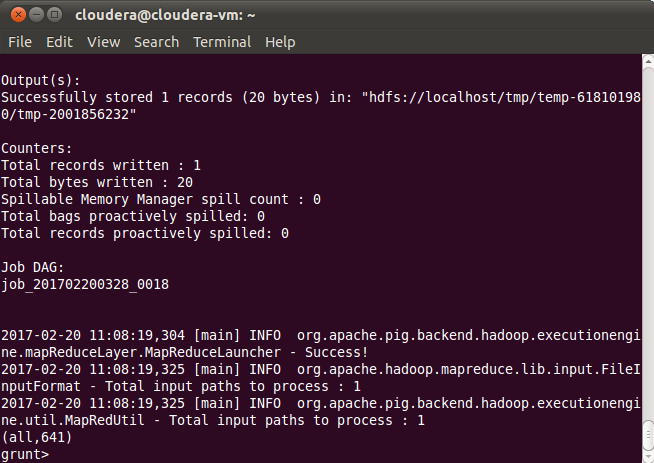 cloudera@cloudera-vm: ~
File Edit View Search Terminal Help
Output(s):
Successfully stored 1 records (20 bytes) in: "hdfs://localhost/tmp/temp-61810198
0/tmp-2001856232"
Counters:
Total records written : 1
Total bytes written : 20
Spillable Memory Manager spill count : 0
Total bags proactively spilled: 0
Total records proactively spilled: 0
Job DAG:
job_201702200328_0018
2017-02-20 11:08:19,304 [main] INFO  org.apache.pig.backend.hadoop.executionengi
ne.mapReduceLayer.MapReduceLauncher - Success!
2017-02-20 11:08:19,325 [main] INFO  org.apache.hadoop.mapreduce.lib.input.FileI
nputFormat - Total input paths to process : 1
2017-02-20 11:08:19,325 [main] INFO  org.apache.pig.backend.hadoop.executionengi
ne.util.MapRedUtil - Total input paths to process : 1
(all,641)
grunt>